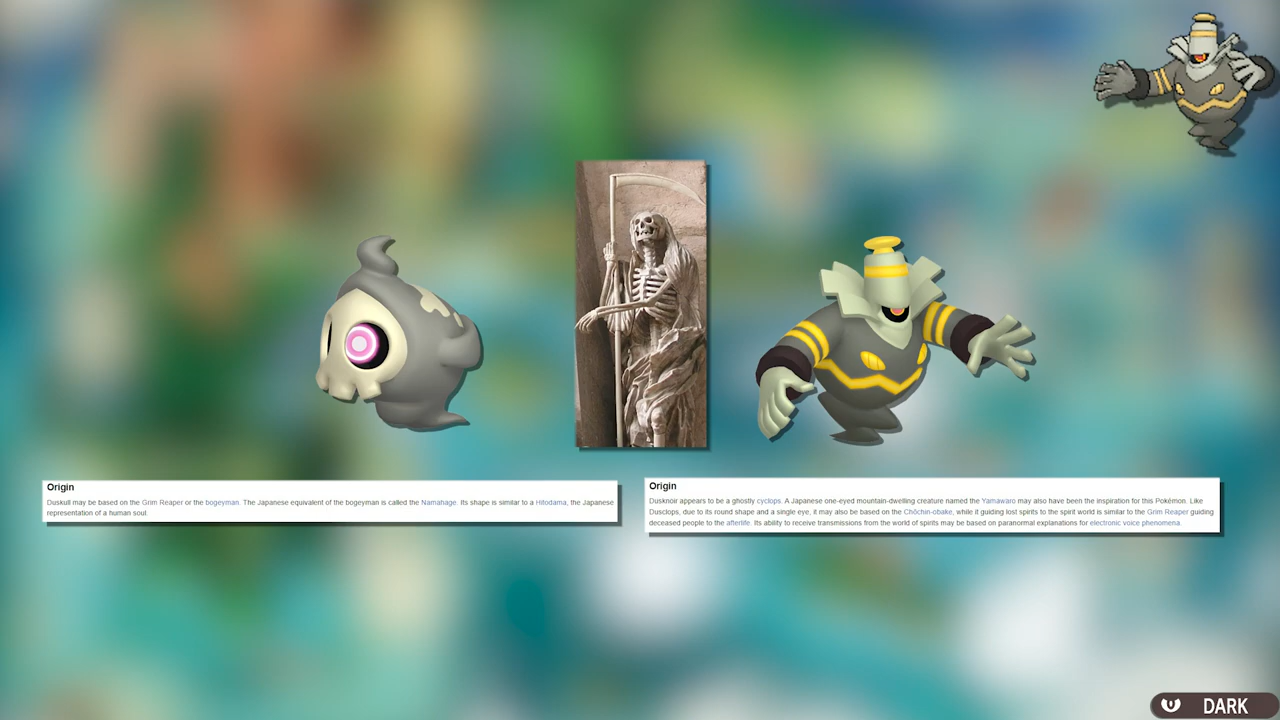 Origin
Duskull may be based on the Grim Reaper or the bogeyman. The Japanese equivalent of the bogeyman is called the Namahage. Its shape is similar to a Hitodama, the Japanese
representation of a human soul.
Origin
Dusknoir appears to be a ghostly cyclops. A Japanese one-eyed mountain-dwelling creature named the Yamawaro may also have been the inspiration for this Pokémon. Like
Dusclops, due to its round shape and a single eye, it may also be based on the Chōchin-obake, while it guiding lost spirits to the spirit world is similar to the Grim Reaper guiding
deceased people to the afterlife. Its ability to receive transmissions from the world of spirits may be based on paranormal explanations for electronic voice phenomena.
DARK